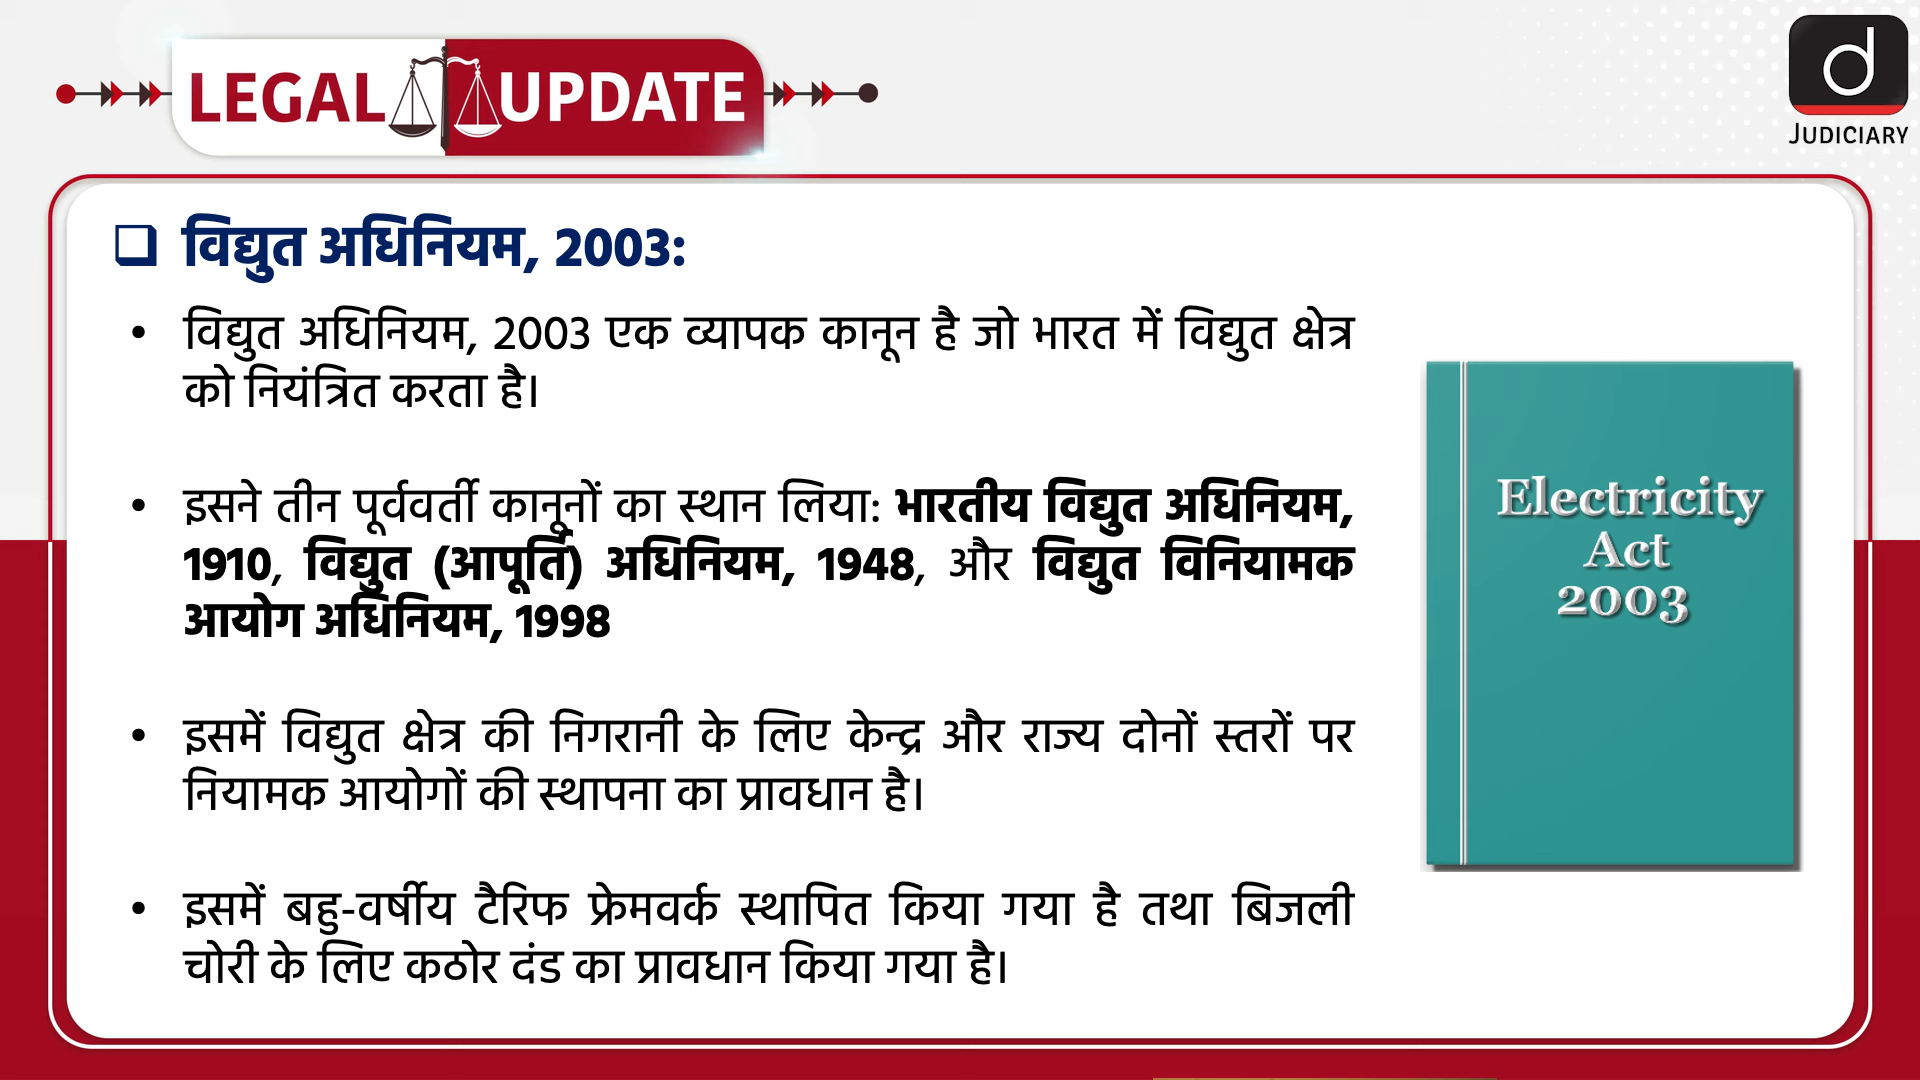 LEGAL UPDATE
d
JUDICIARY
❑ विद्युत अधिनियम, 2003:
• विद्युत अधिनियम, 2003 एक व्यापक कानून है जो भारत में विद्युत क्षेत्र
को नियंत्रित करता है।
• इसने तीन पूर्ववर्ती कानूनों का स्थान लिया: भारतीय विद्युत अधिनियम,
1910, विद्युत (आपूर्ति) अधिनियम, 1948, और विद्युत विनियामक
आयोग अधिनियम, 1998
• इसमें विद्युत क्षेत्र की निगरानी के लिए केन्द्र और राज्य दोनों स्तरों पर
नियामक आयोगों की स्थापना का प्रावधान है।
• इसमें बहु-वर्षीय टैरिफ फ्रेमवर्क स्थापित किया गया है तथा बिजली
चोरी के लिए कठोर दंड का प्रावधान किया गया है।
Electricity
Act
2003